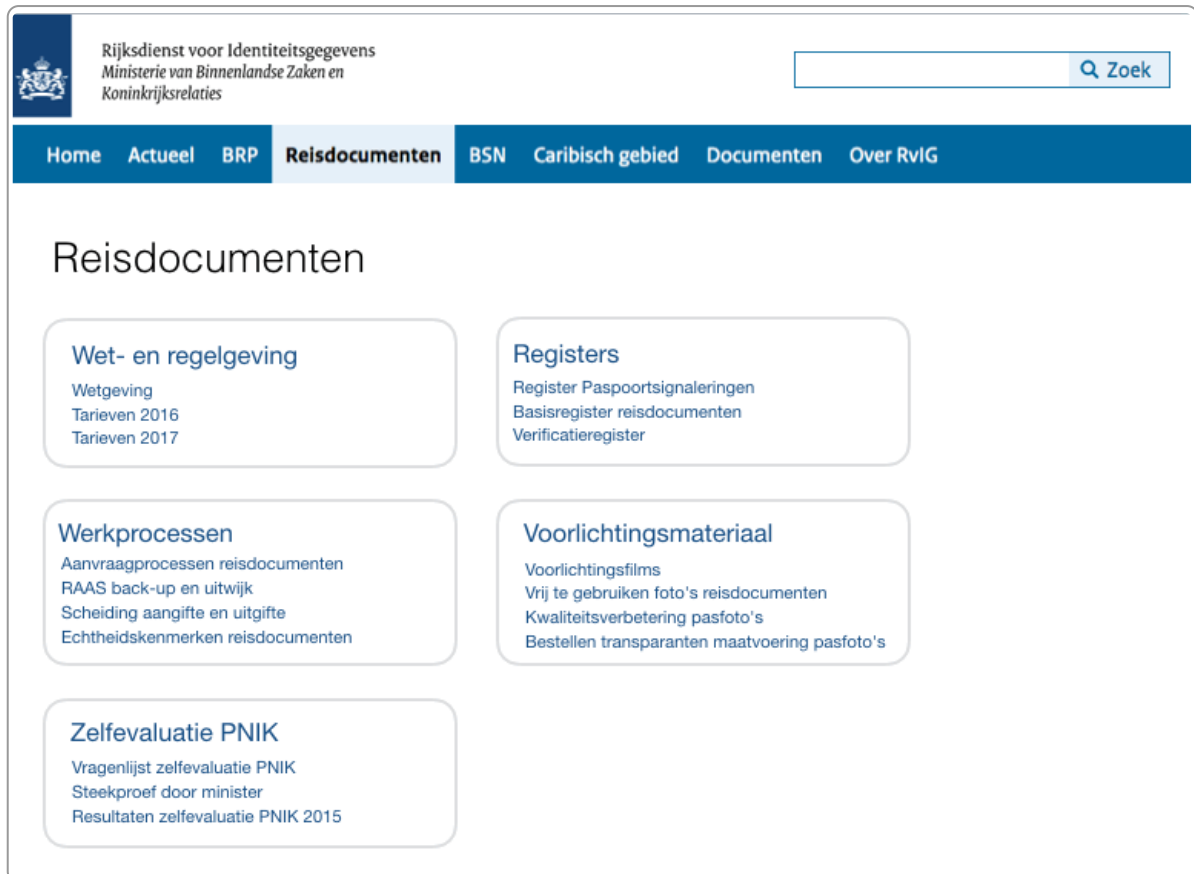 Rijksdienst voor Identiteitsgegevens
Ministerie van Binnenlandse Zaken en
Koninkrijksrelaties
Zoek
Home Actueel BRP Reisdocumenten BSN Caribisch gebied Documenten Over RvIG
Reisdocumenten
Wet- en regelgeving
Wetgeving
Tarieven 2016
Tarieven 2017
Registers
Register Paspoortsignaleringen
Basisregister reisdocumenten
Verificatieregister
Werkprocessen
Aanvraagprocessen reisdocumenten
RAAS back-up en uitwijk
Scheiding aangifte en uitgifte
Echtheidskenmerken reisdocumenten
Voorlichtingsmateriaal
Voorlichtingsfilms
Vrij te gebruiken foto's reisdocumenten
Kwaliteitsverbetering pasfoto's
Bestellen transparanten maatvoering pasfoto's
Zelfevaluatie PNIK
Vragenlijst zelfevaluatie PNIK
Steekproef door minister
Resultaten zelfevaluatie PNIK 2015